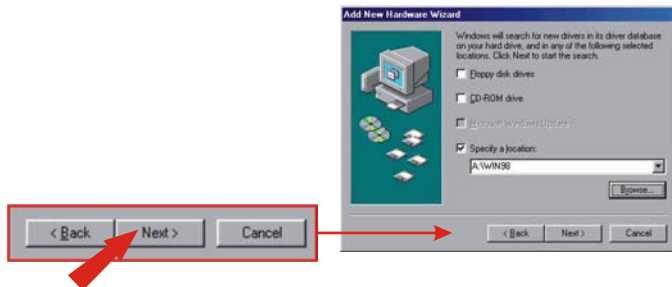 Add New Hardware Wizard
Windows will search for new drivers in its driver database
on your hard drive, and in any of the following selected
locations. Click Next to start the search.
Floppy disk drives
CD-ROM drive
Microsoft Windows Update
Specify a location:
A:\WIN98
Browse...
< Back Next > Cancel
< Back Next > Cancel